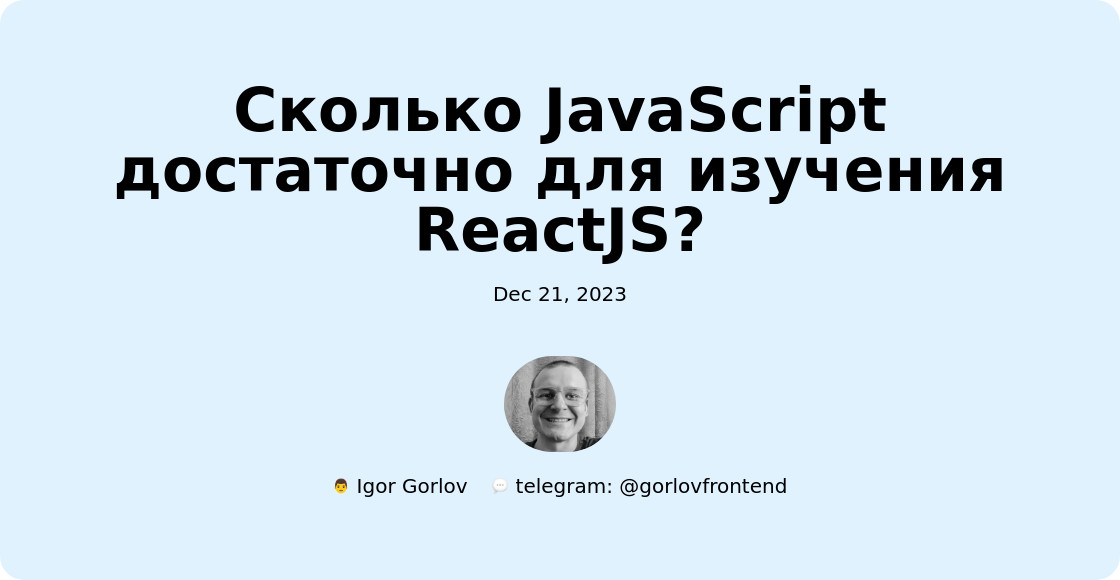 Сколько JavaScript
достаточно для изучения
ReactJS?
Dec 21, 2023
👨 Igor Gorlov 💬 telegram: @gorlovfrontend